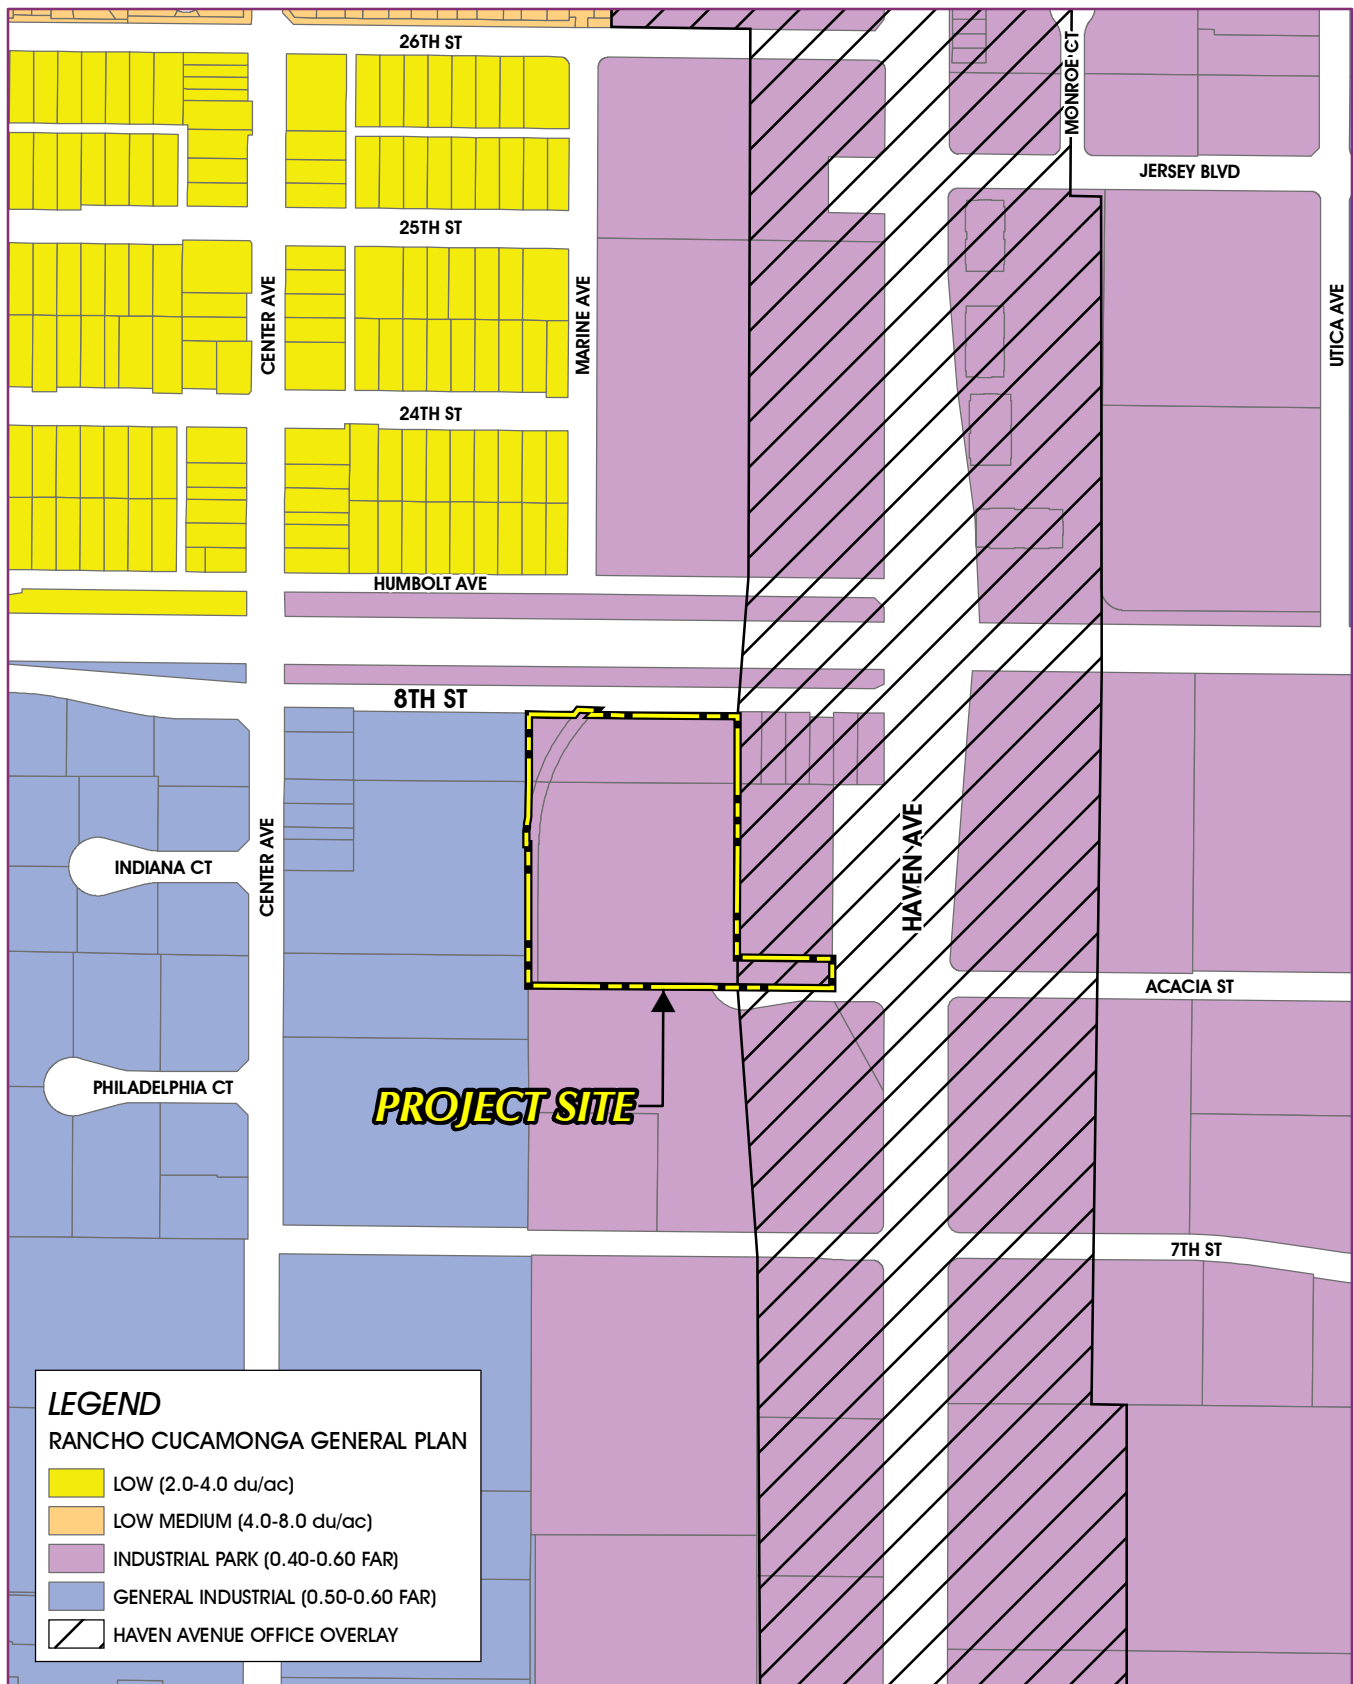 26TH ST
MONROE CT
JERSEY BLVD
25TH ST
CENTER AVE
MARINE AVE
UTICA AVE
24TH ST
HUMBOLT AVE
8TH ST
HAVEN AVE
CENTER AVE
INDIANA CT
ACACIA ST
PHILADELPHIA CT
PROJECT SITE
7TH ST
LEGEND
RANCHO CUCAMONGA GENERAL PLAN
LOW (2.0-4.0 du/ac)
LOW MEDIUM (4.0-8.0 du/ac)
INDUSTRIAL PARK (0.40-0.60 FAR)
GENERAL INDUSTRIAL (0.50-0.60 FAR)
HAVEN AVENUE OFFICE OVERLAY